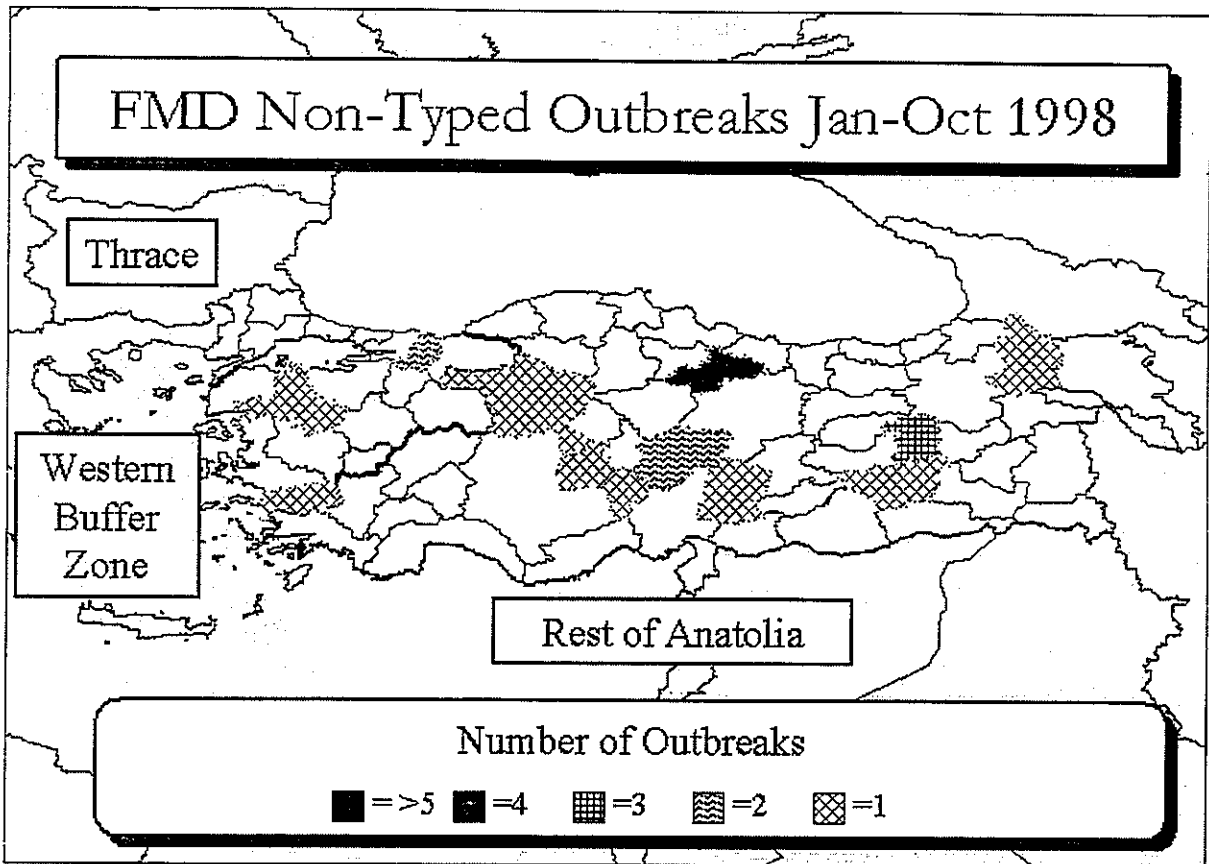 FMD Non-Typed Outbreaks Jan-Oct 1998
Thrace
Western
Buffer
Zone
Rest of Anatolia
Number of Outbreaks
= >5 =4 =3 =2 =1